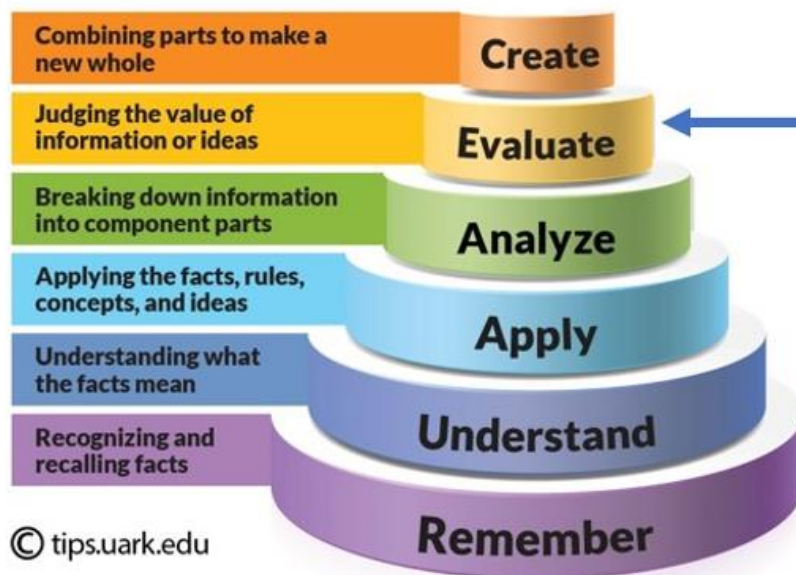 Combining parts to make a
new whole
Create
Judging the value of
information or ideas
Evaluate
Breaking down information
into component parts
Analyze
Applying the facts, rules,
concepts, and ideas
Apply
Understanding what
the facts mean
Understand
Recognizing and
recalling facts
Remember
© tips.uark.edu